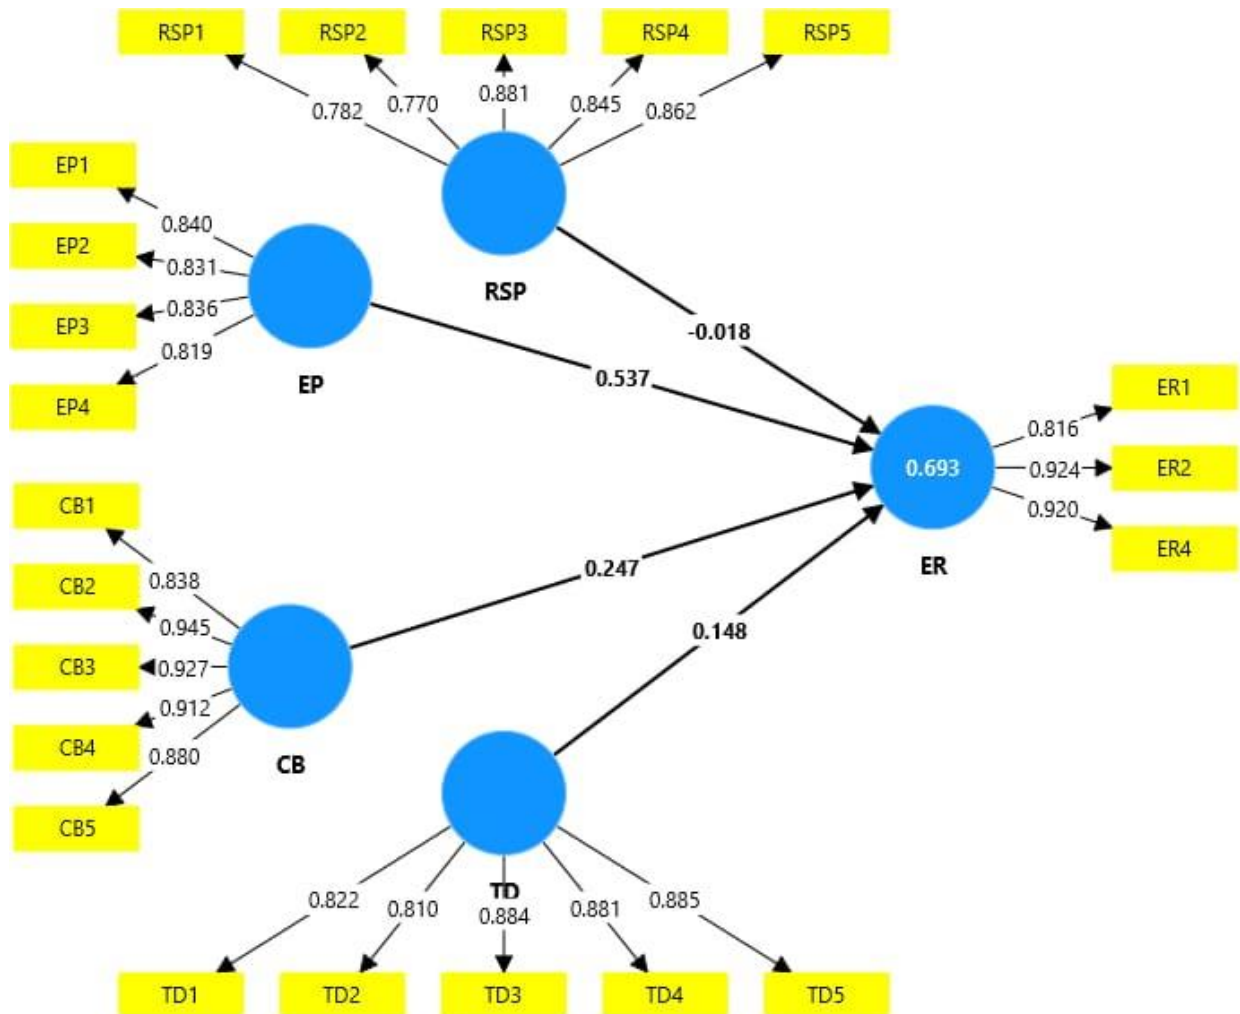 RSP1 RSP2 RSP3 RSP4 RSP5
0.782 0.770 0.881 0.845 0.862
RSP
EP1
EP2
EP3
EP4
0.840
0.831
0.836
0.819
EP
-0.018
0.537
0.247
0.148
0.693
ER
0.816
0.924
0.920
ER1
ER2
ER4
CB1
CB2
CB3
CB4
CB5
0.838
0.945
0.927
0.912
0.880
CB
TD
0.822 0.810 0.884 0.881 0.885
TD1 TD2 TD3 TD4 TD5